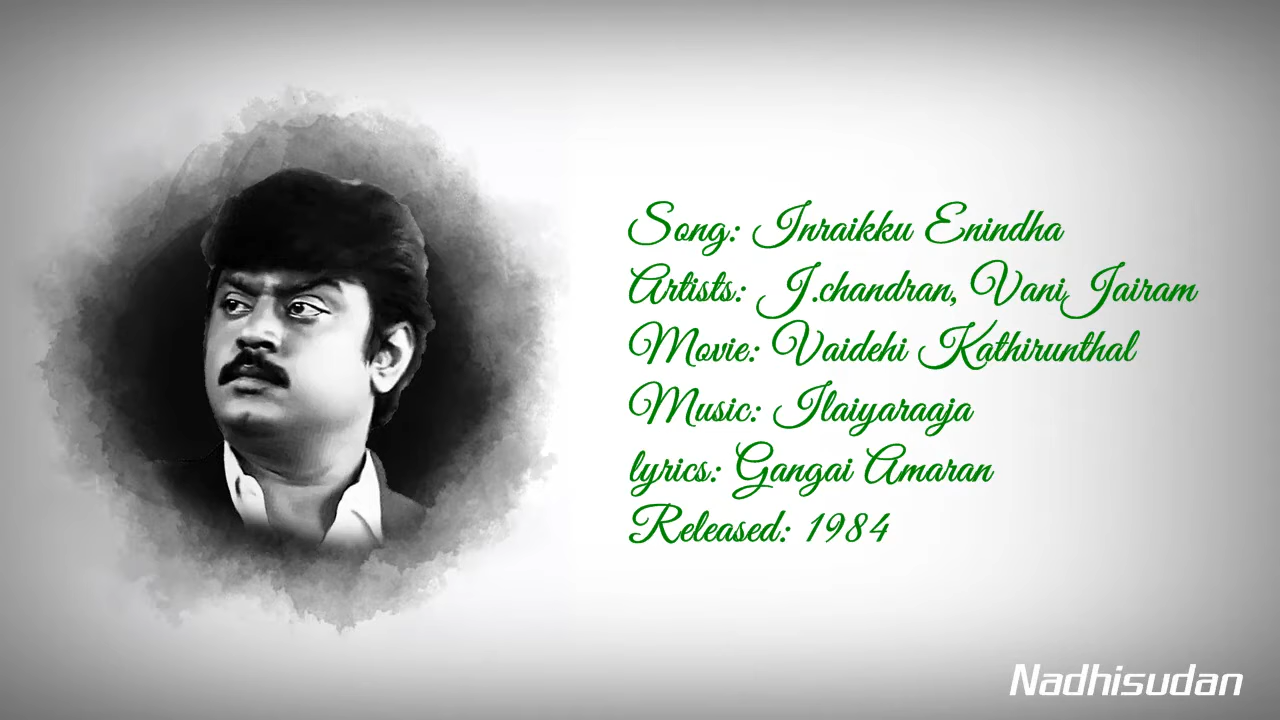 Song: Inraikku Enindha
Artists: J.chandran, Vani Jairam
Movie: Vaidehi Kathirunthal
Music: Ilaiyaraaja
lyrics: Gangai Amaran
Released: 1984
Nadhisudan